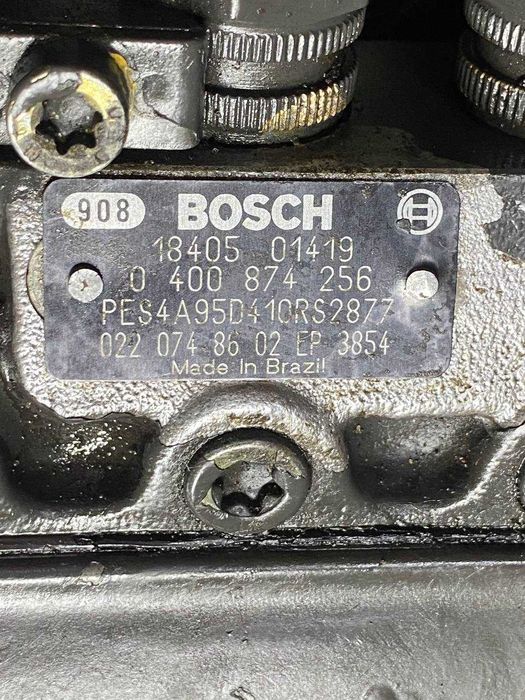 908 BOSCH
18405 01419
0 400 874 256
PES4A95D410RS2877
022 074 86 02 EP 3854
Made In Brazil